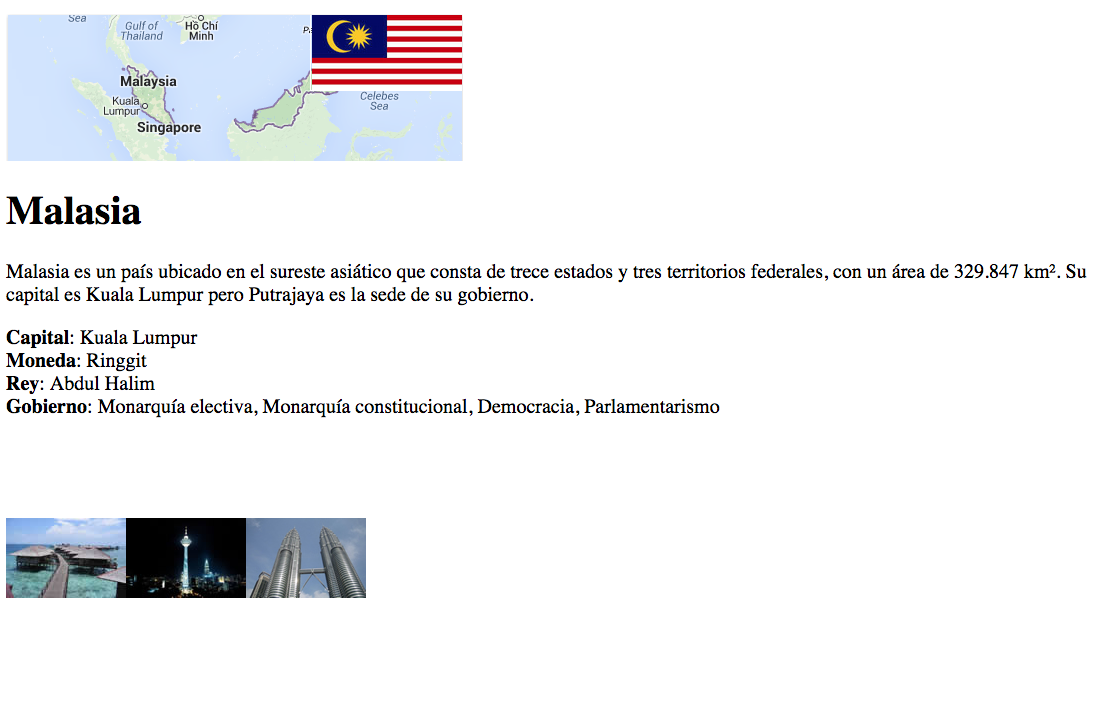 Sea
Gulf of
Thailand
Hồ Chí
Minh
Malaysia
Kuala
Lumpur
Singapore
Celebes
Sea
Malasia
Malasia es un país ubicado en el sureste asiático que consta de trece estados y tres territorios federales, con un área de 329.847 km². Su
capital es Kuala Lumpur pero Putrajaya es la sede de su gobierno.
Capital: Kuala Lumpur
Moneda: Ringgit
Rey: Abdul Halim
Gobierno: Monarquía electiva, Monarquía constitucional, Democracia, Parlamentarismo